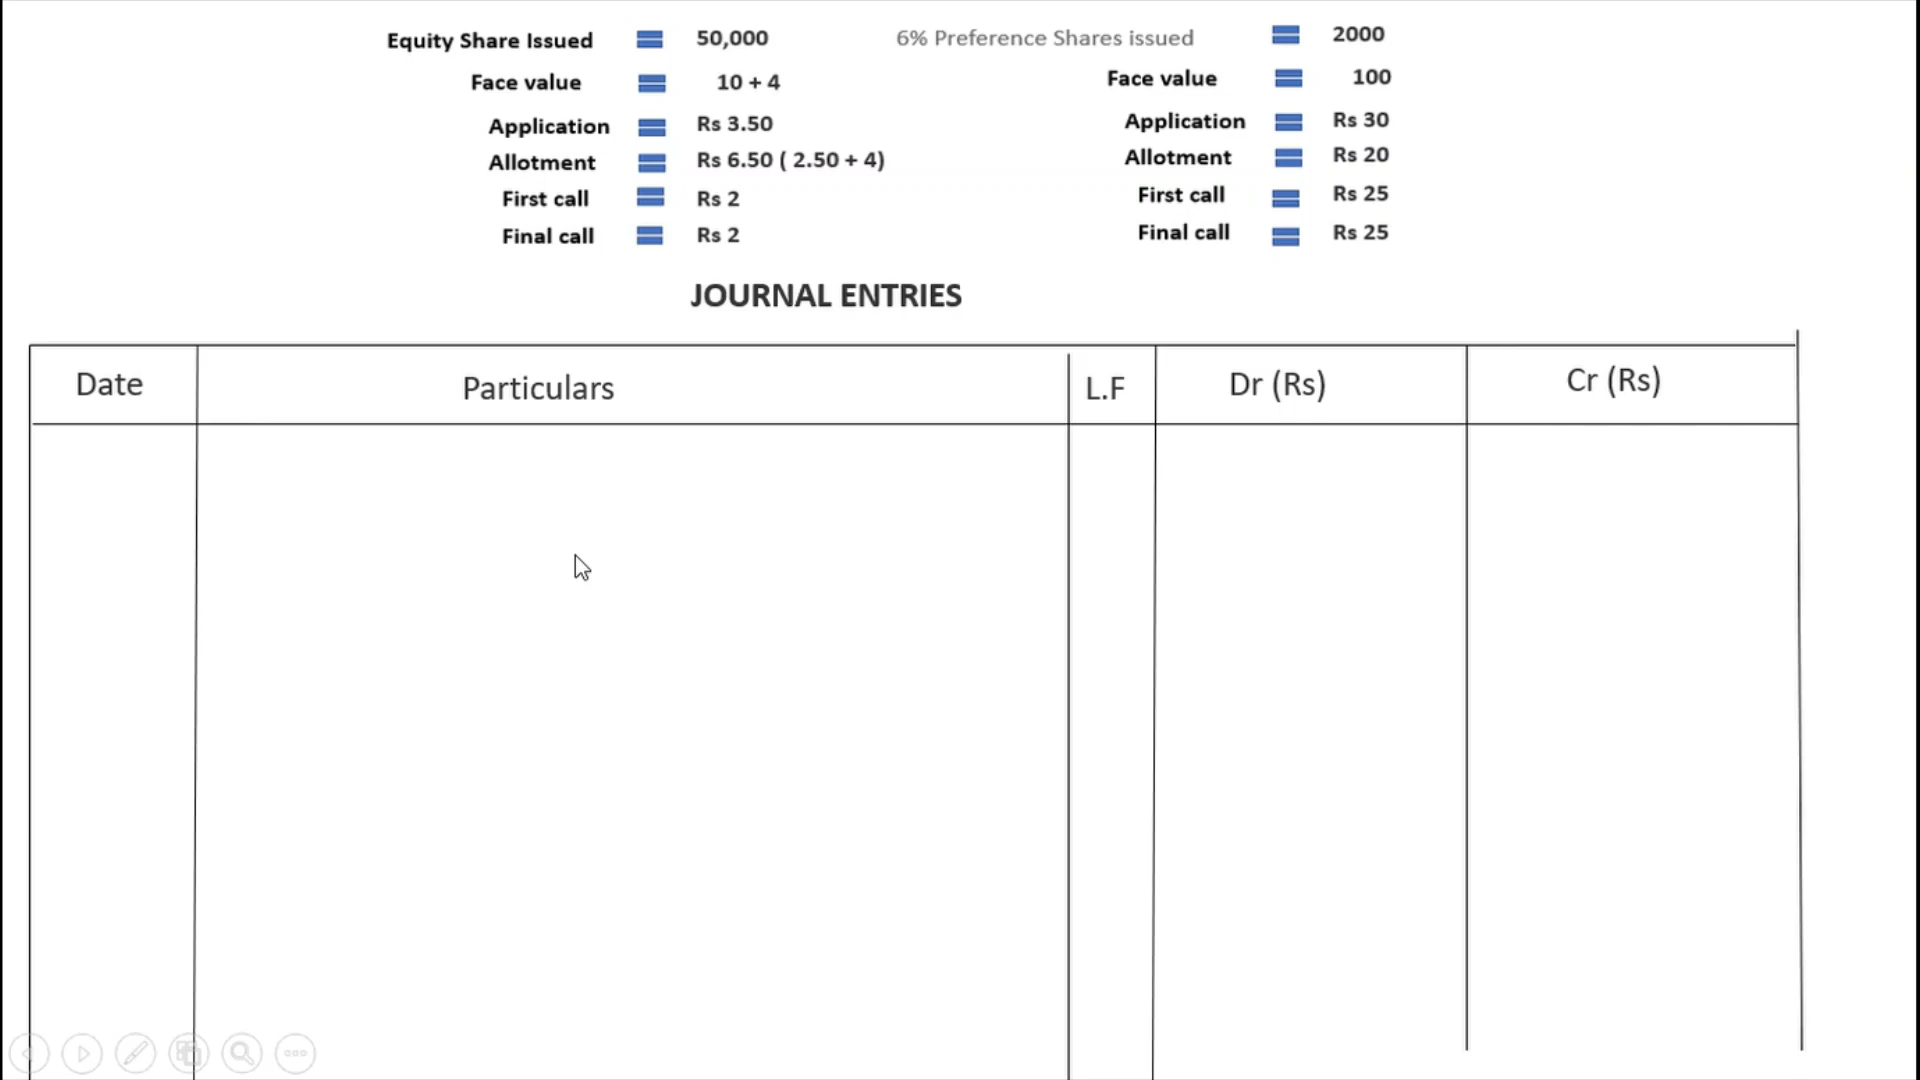 Equity Share Issued = 50,000
Face value = 10 + 4
Application = Rs 3.50
Allotment = Rs 6.50 ( 2.50 + 4)
First call = Rs 2
Final call = Rs 2
6% Preference Shares issued = 2000
Face value = 100
Application = Rs 30
Allotment = Rs 20
First call = Rs 25
Final call = Rs 25
JOURNAL ENTRIES
Date Particulars L.F Dr (Rs) Cr (Rs)